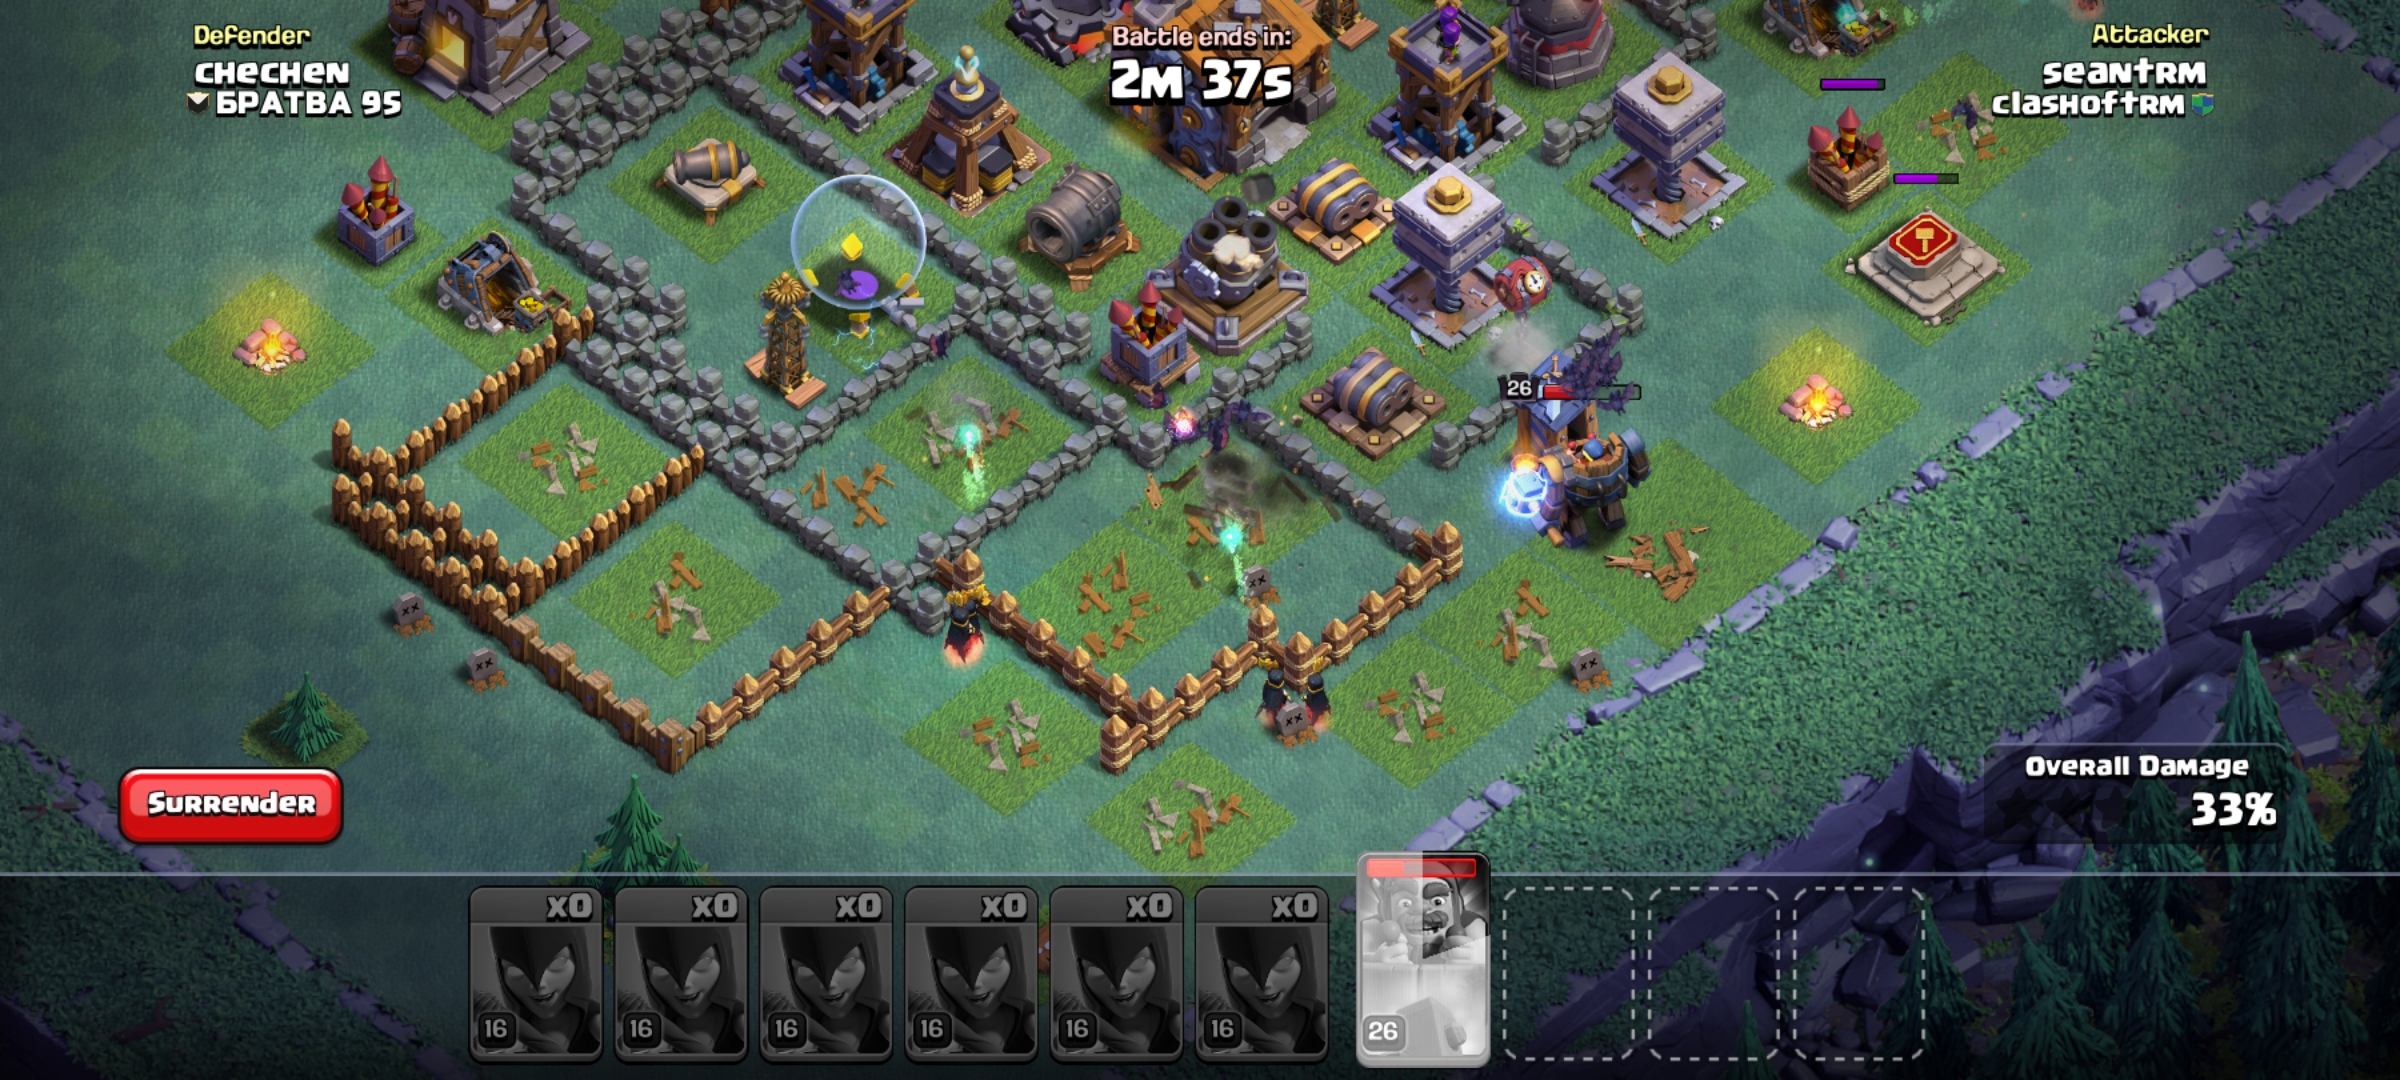 Defender
CHECHEN
БРАТВА 95
Battle ends in:
2M 37S
Attacker
seantrm
clashoftrm
26
Surrender
Overall Damage
33%
x0
x0
x0
x0
x0
x0
16
16
16
16
16
16
26